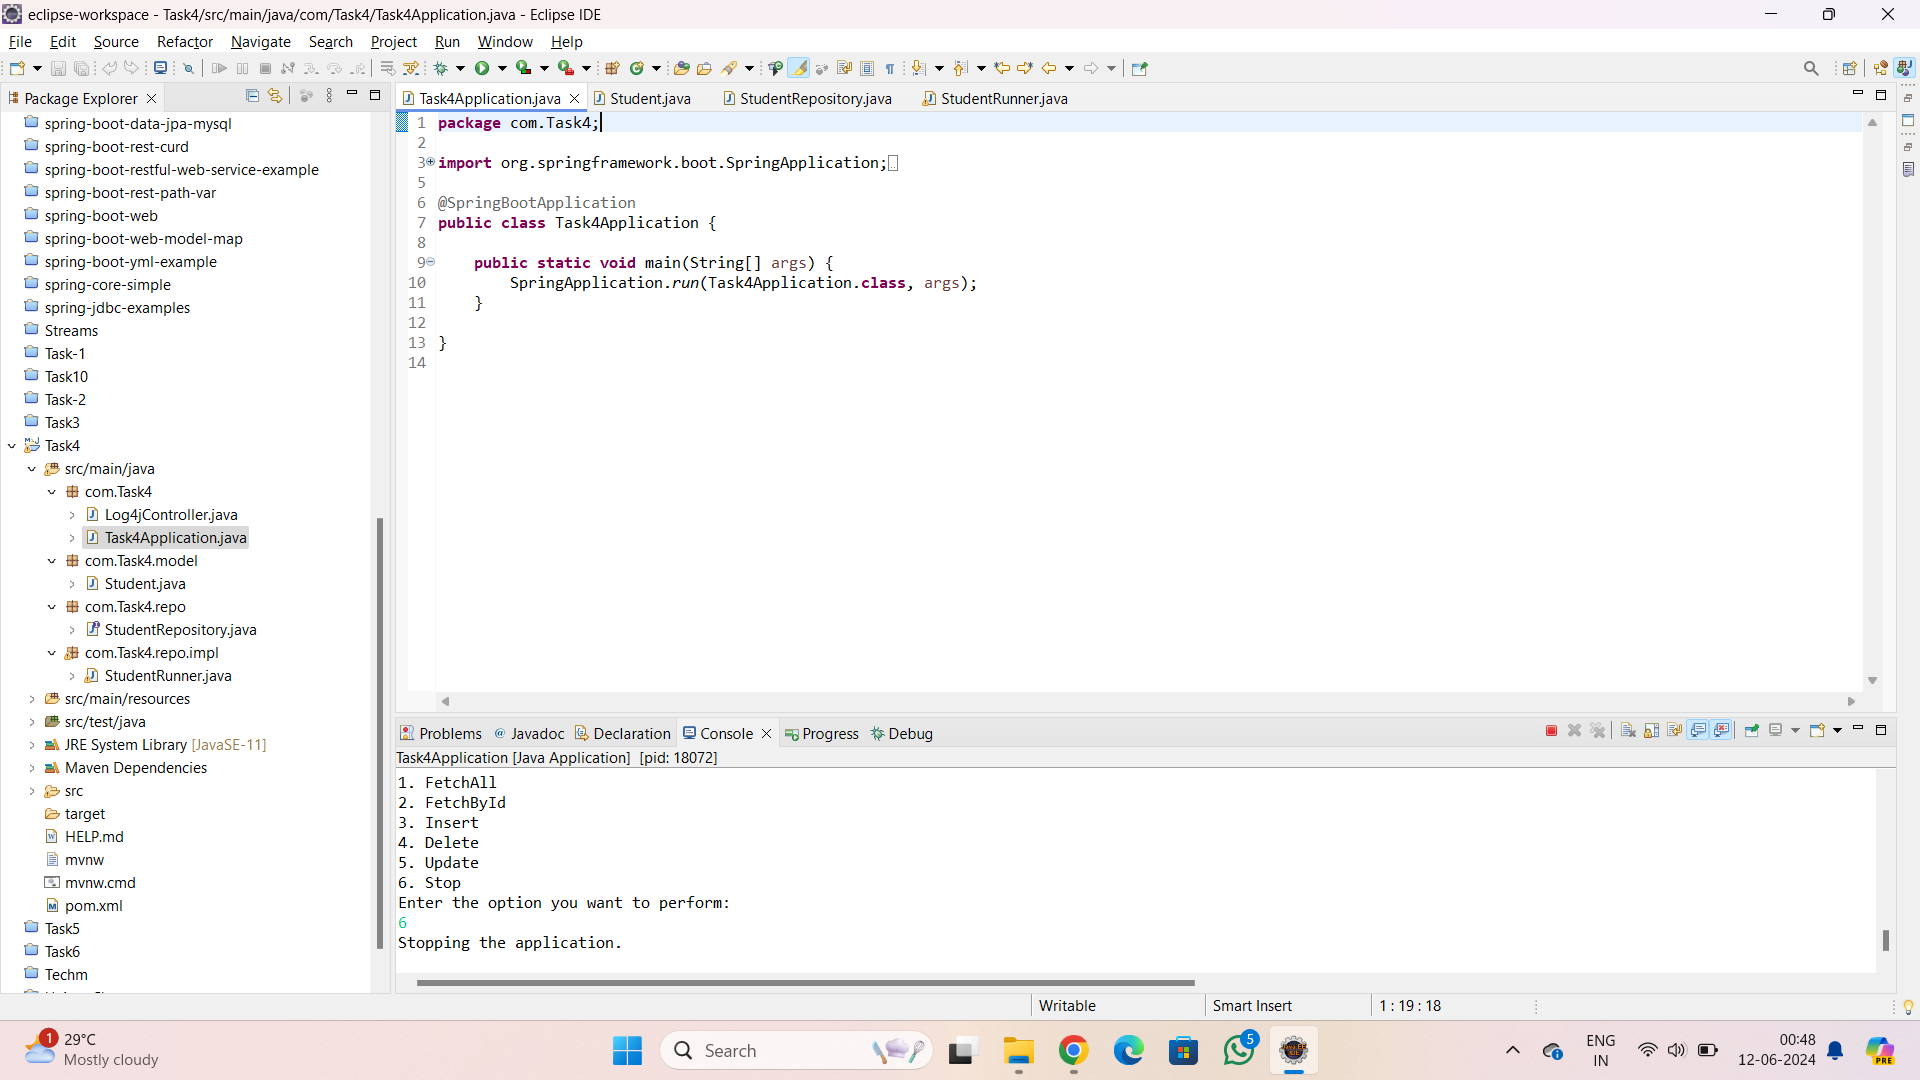 eclipse-workspace - Task4/src/main/java/com/Task4/Task4Application.java - Eclipse IDE
File Edit Source Refactor Navigate Search Project Run Window Help
Package Explorer
spring-boot-data-jpa-mysql
spring-boot-rest-curd
spring-boot-restful-web-service-example
spring-boot-rest-path-var
spring-boot-web
spring-boot-web-model-map
spring-boot-yml-example
spring-core-simple
spring-jdbc-examples
Streams
Task-1
Task10
Task-2
Task3
Task4
src/main/java
com.Task4
Log4jController.java
Task4Application.java
com.Task4.model
Student.java
com.Task4.repo
StudentRepository.java
com.Task4.repo.impl
StudentRunner.java
src/main/resources
src/test/java
JRE System Library [JavaSE-11]
Maven Dependencies
src
target
HELP.md
mvnw
mvnw.cmd
pom.xml
Task5
Task6
Techm
Task4Application.java Student.java StudentRepository.java StudentRunner.java
1 package com.Task4;
2
3 import org.springframework.boot.SpringApplication;
5
6 @SpringBootApplication
7 public class Task4Application {
8
9 public static void main(String[] args) {
10 SpringApplication.run(Task4Application.class, args);
11 }
12
13 }
14
Problems Javadoc Declaration Console Progress Debug
Task4Application [Java Application] [pid: 18072]
1. FetchAll
2. FetchById
3. Insert
4. Delete
5. Update
6. Stop
Enter the option you want to perform:
6
Stopping the application.
Writable Smart Insert 1 : 19 : 18
1 29°C
Mostly cloudy
Search
5
ENG
IN
00:48
12-06-2024
PRE